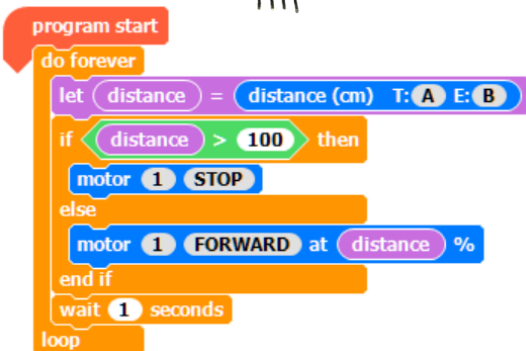 program start
do forever
let distance = distance (cm) T: A E: B
if distance > 100 then
motor 1 STOP
else
motor 1 FORWARD at distance %
end if
wait 1 seconds
loop